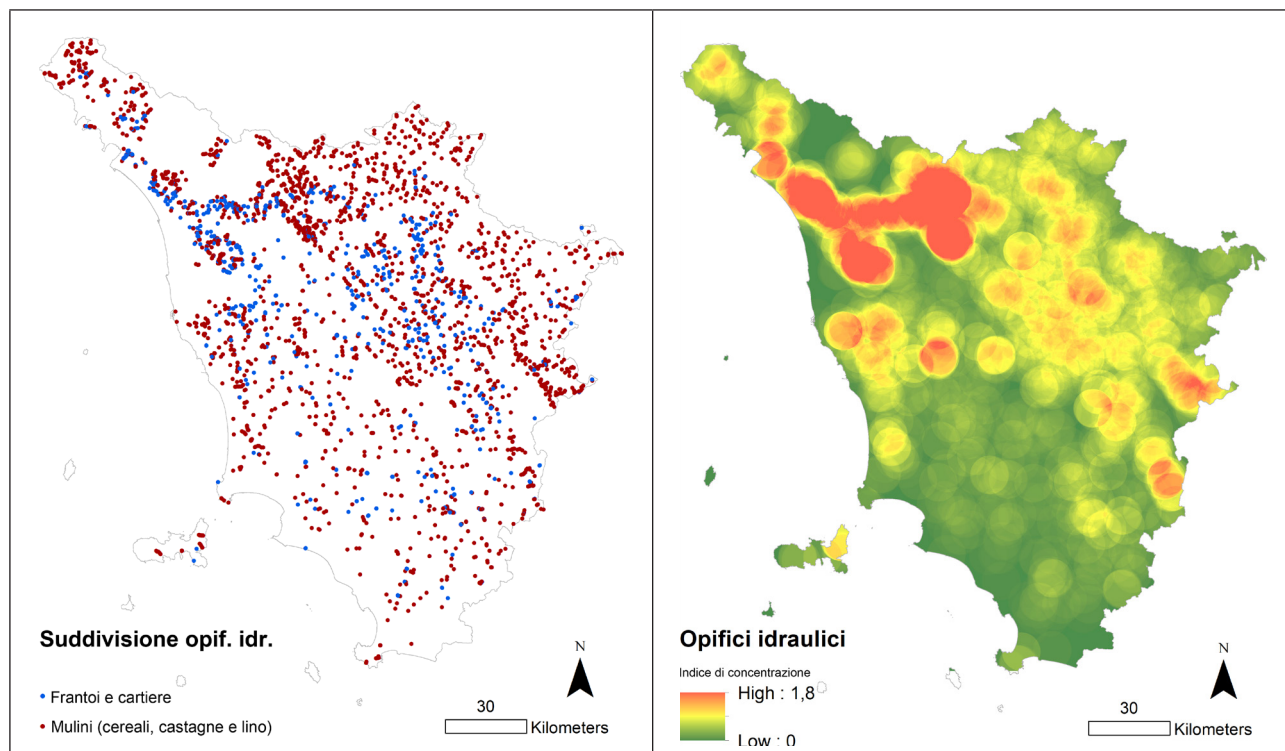 Suddivisione opif. idr.
N
Frantoi e cartiere
Mulini (cereali, castagne e lino)
30
Kilometers
Opifici idraulici
N
Indice di concentrazione
High : 1,8
Low : 0
30
Kilometers